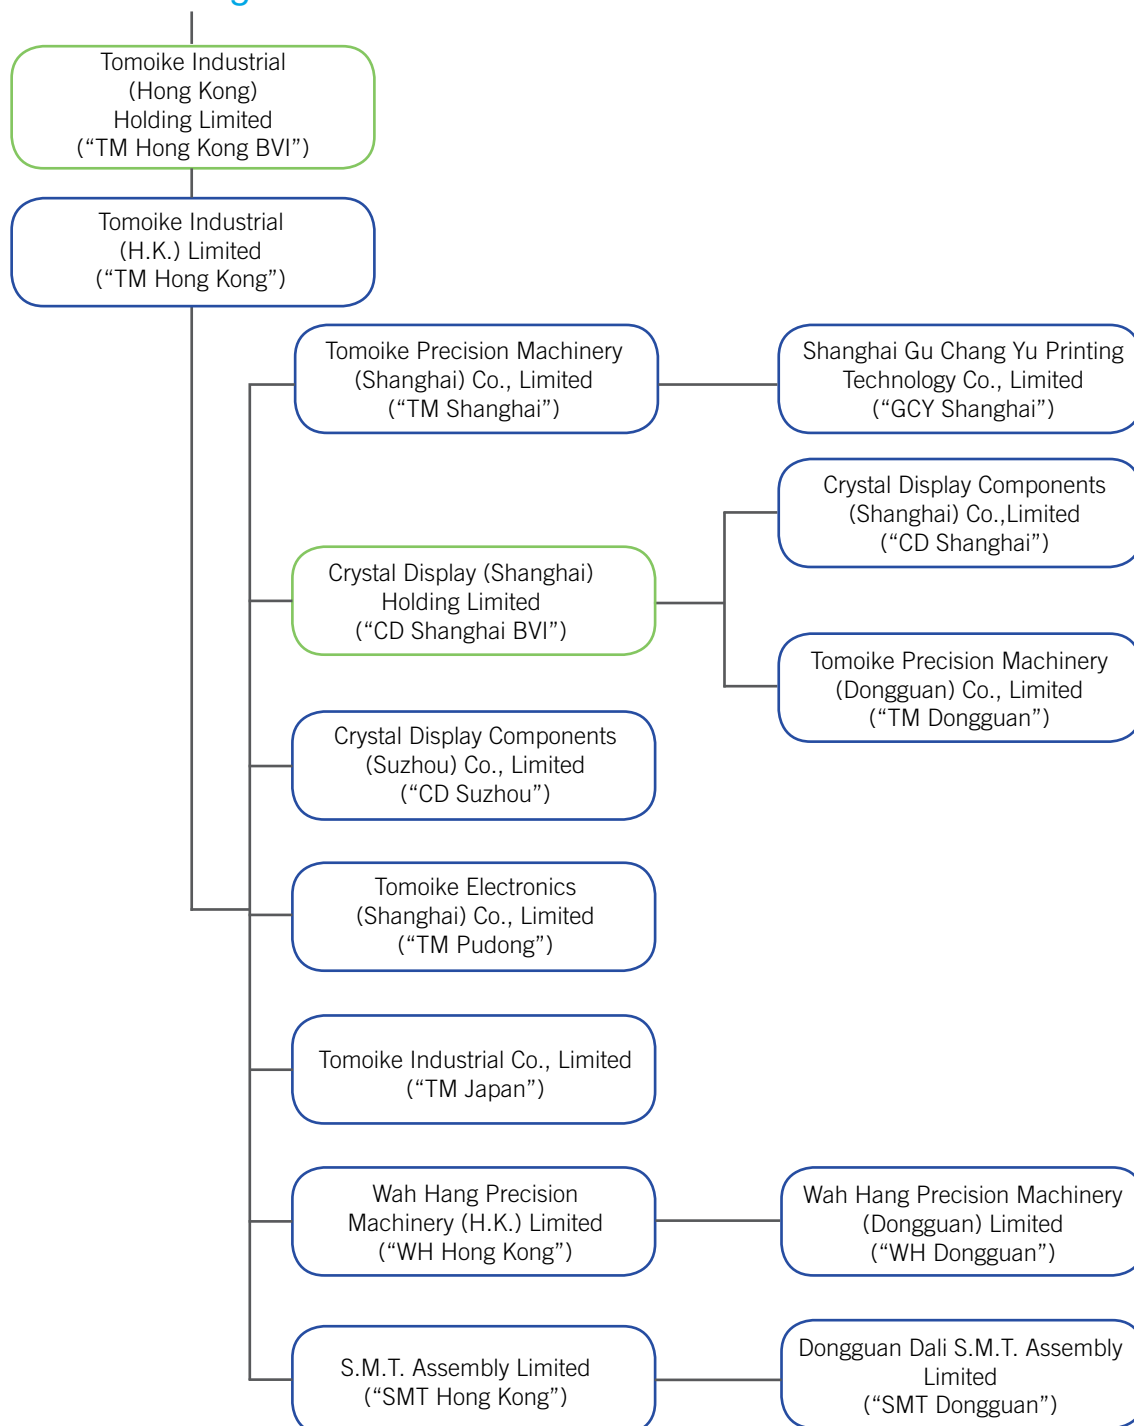 Tomoike Industrial
(Hong Kong)
Holding Limited
(“TM Hong Kong BVI”)
Tomoike Industrial
(H.K.) Limited
(“TM Hong Kong”)
Tomoike Precision Machinery
(Shanghai) Co., Limited
(“TM Shanghai”)
Shanghai Gu Chang Yu Printing
Technology Co., Limited
(“GCY Shanghai”)
Crystal Display Components
(Shanghai) Co.,Limited
(“CD Shanghai”)
Crystal Display (Shanghai)
Holding Limited
(“CD Shanghai BVI”)
Tomoike Precision Machinery
(Dongguan) Co., Limited
(“TM Dongguan”)
Crystal Display Components
(Suzhou) Co., Limited
(“CD Suzhou”)
Tomoike Electronics
(Shanghai) Co., Limited
(“TM Pudong”)
Tomoike Industrial Co., Limited
(“TM Japan”)
Wah Hang Precision
Machinery (H.K.) Limited
(“WH Hong Kong”)
Wah Hang Precision Machinery
(Dongguan) Limited
(“WH Dongguan”)
S.M.T. Assembly Limited
(“SMT Hong Kong”)
Dongguan Dali S.M.T. Assembly
Limited
(“SMT Dongguan”)